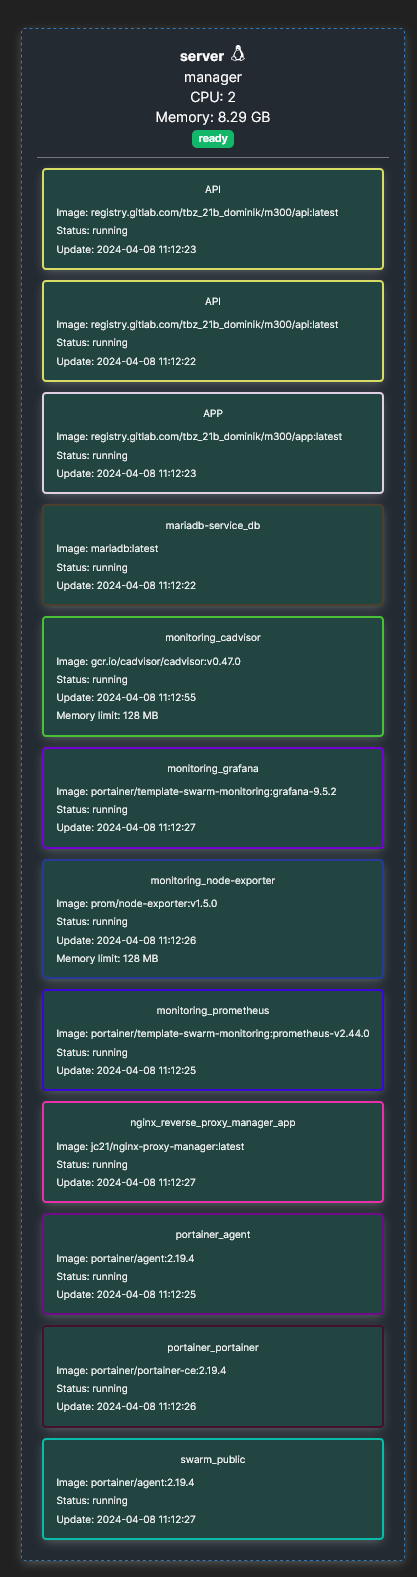 server
manager
CPU: 2
Memory: 8.29 GB
ready
API
Image: registry.gitlab.com/tbz_21b_dominik/m300/api:latest
Status: running
Update: 2024-04-08 11:12:23
API
Image: registry.gitlab.com/tbz_21b_dominik/m300/api:latest
Status: running
Update: 2024-04-08 11:12:22
APP
Image: registry.gitlab.com/tbz_21b_dominik/m300/app:latest
Status: running
Update: 2024-04-08 11:12:23
mariadb-service_db
Image: mariadb:latest
Status: running
Update: 2024-04-08 11:12:22
monitoring_cadvisor
Image: gcr.io/cadvisor/cadvisor:v0.47.0
Status: running
Update: 2024-04-08 11:12:55
Memory limit: 128 MB
monitoring_grafana
Image: portainer/template-swarm-monitoring:grafana-9.5.2
Status: running
Update: 2024-04-08 11:12:27
monitoring_node-exporter
Image: prom/node-exporter:v1.5.0
Status: running
Update: 2024-04-08 11:12:26
Memory limit: 128 MB
monitoring_prometheus
Image: portainer/template-swarm-monitoring:prometheus-v2.44.0
Status: running
Update: 2024-04-08 11:12:25
nginx_reverse_proxy_manager_app
Image: jc21/nginx-proxy-manager:latest
Status: running
Update: 2024-04-08 11:12:27
portainer_agent
Image: portainer/agent:2.19.4
Status: running
Update: 2024-04-08 11:12:25
portainer_portainer
Image: portainer/portainer-ce:2.19.4
Status: running
Update: 2024-04-08 11:12:26
swarm_public
Image: portainer/agent:2.19.4
Status: running
Update: 2024-04-08 11:12:27